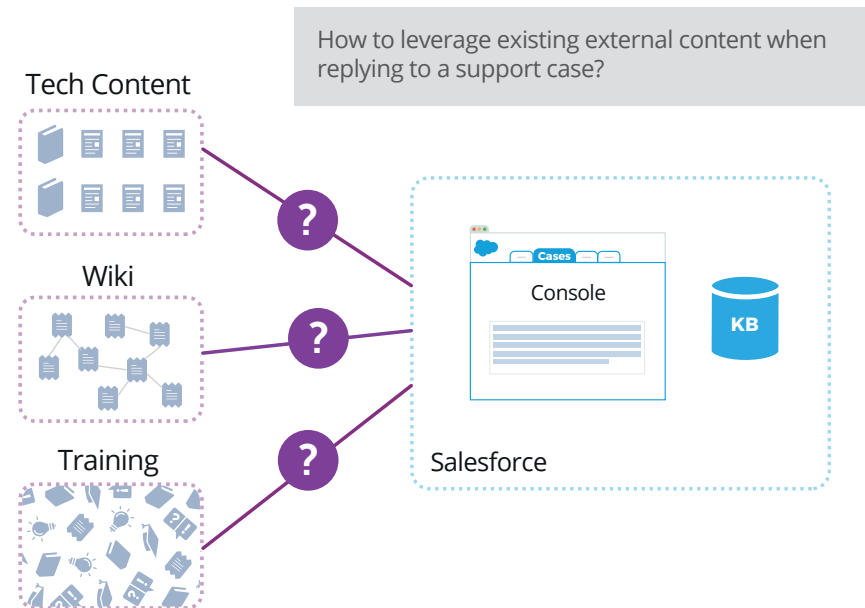 How to leverage existing external content when
replying to a support case?
Tech Content
?
Wiki
?
Training
?
Cases
Console
KB
Salesforce